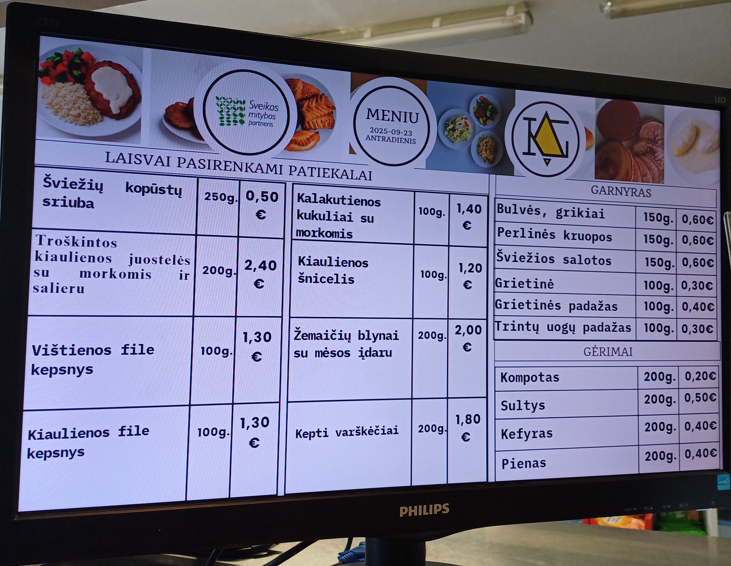 Sveikos
mitybos
partneris
MENIU
2025-09-23
ANTRADIENIS
KG
LAISVAI PASIRENKAMI PATIEKALAI
Šviežių kopūstų
sriuba
250g.
0,50
€
Troškintos
kiaulienos juostelės
su morkomis ir
salieru
200g.
2,40
€
Vištienos file
kepsnys
100g.
1,30
€
Kiaulienos file
kepsnys
100g.
1,30
€
Kalakutienos
kukuliai su
morkomis
100g.
1,40
€
Kiaulienos
šnicelis
100g.
1,20
€
Žemaičių blynai
su mėsos įdaru
200g.
2,00
€
Kepti varškėčiai
200g.
1,80
€
GARNYRAS
Bulvės, grikiai 150g. 0,60€
Perlinės kruopos 150g. 0,60€
Šviežios salotos 150g. 0,60€
Grietinė 100g. 0,30€
Grietinės padažas 100g. 0,40€
Trintų uogų padažas 100g. 0,30€
GĖRIMAI
Kompotas 200g. 0,20€
Sultys 200g. 0,50€
Kefyras 200g. 0,40€
Pienas 200g. 0,40€
PHILIPS